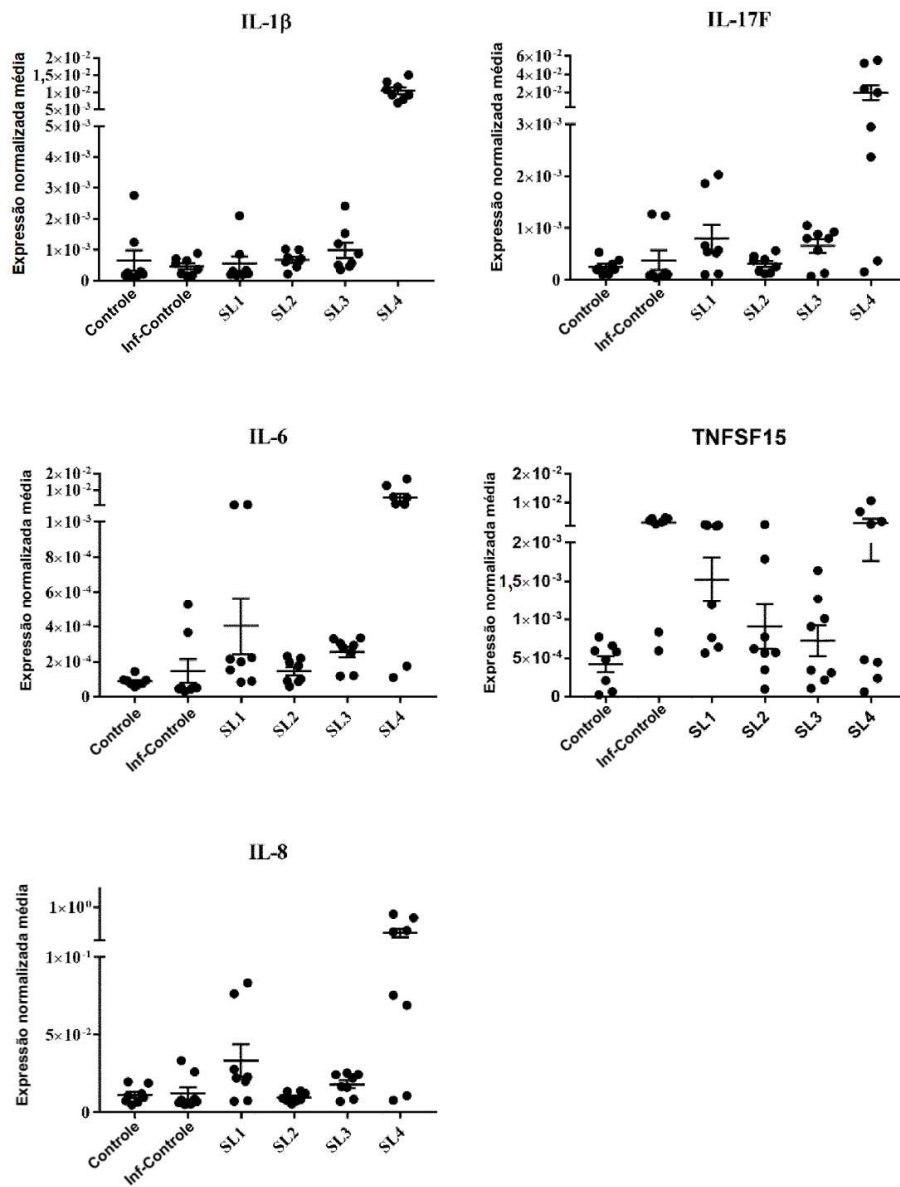 IL-1β
Expressão normalizada média
2×10⁻²
1,5×10⁻²
1×10⁻²
5×10⁻³
5×10⁻³
4×10⁻³
3×10⁻³
2×10⁻³
1×10⁻³
0
Controle
Inf-Controle
SL1
SL2
SL3
SL4
IL-17F
Expressão normalizada média
6×10⁻²
4×10⁻²
2×10⁻²
3×10⁻³
2×10⁻³
1×10⁻³
0
Controle
Inf-Controle
SL1
SL2
SL3
SL4
IL-6
Expressão normalizada média
2×10⁻²
1×10⁻²
1×10⁻³
6×10⁻⁴
4×10⁻⁴
2×10⁻⁴
0
Controle
Inf-Controle
SL1
SL2
SL3
SL4
TNFSF15
Expressão normalizada média
2×10⁻²
1×10⁻²
2×10⁻³
1,5×10⁻³
1×10⁻³
5×10⁻⁴
0
Controle
Inf-Controle
SL1
SL2
SL3
SL4
IL-8
Expressão normalizada média
1×10⁰
1×10⁻¹
5×10⁻²
0
Controle
Inf-Controle
SL1
SL2
SL3
SL4